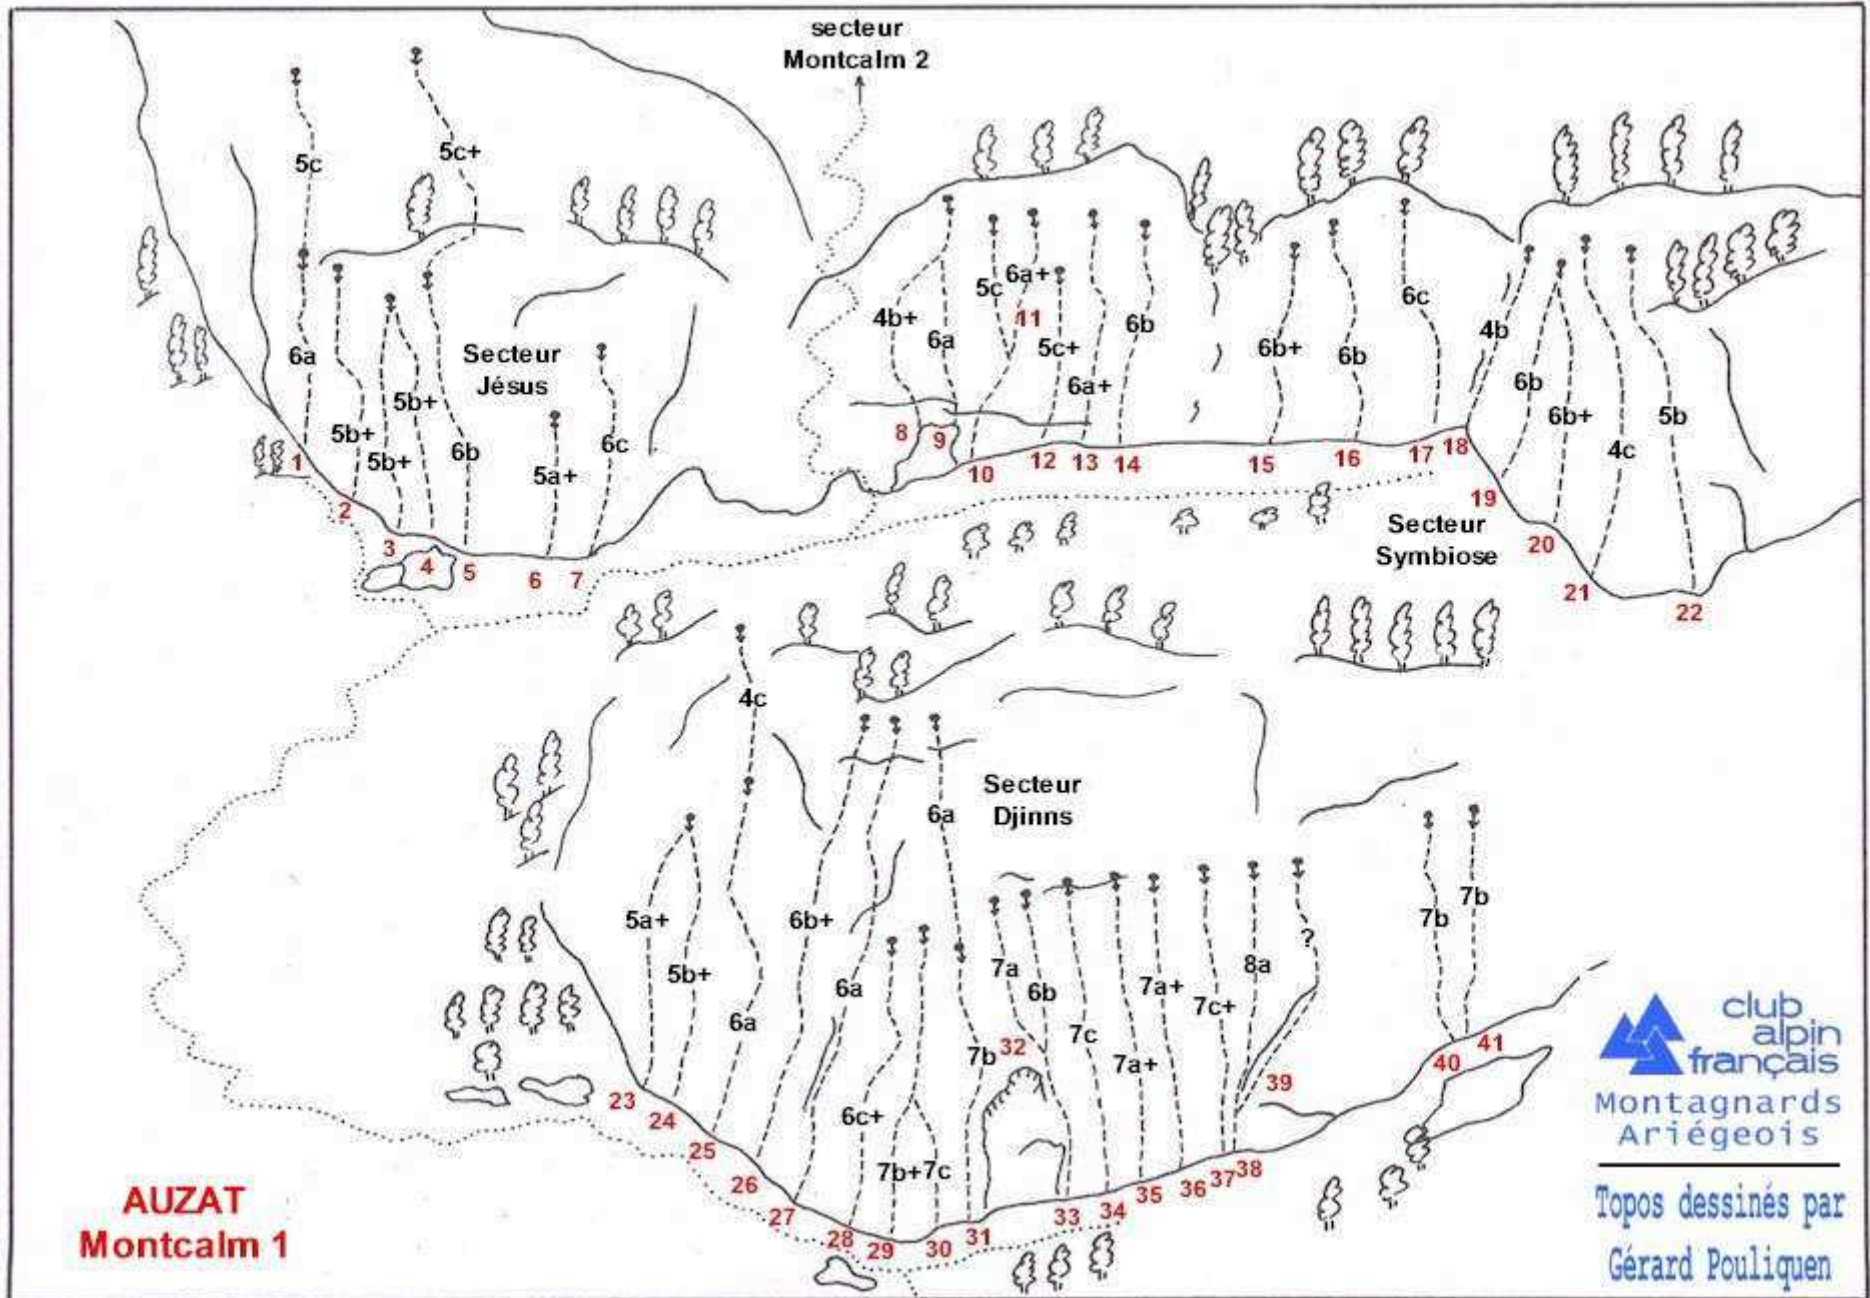 secteur
Montcalm 2
5c
5c+
6a
5b+
5b+
5b+
6b
Secteur
Jésus
5a+
6c
1
2
3
4
5
6
7
4b+
6a
5c
6a+
11
5c+
6a+
6b
6b+
6b
6c
4b
6b
6b+
4c
5b
8
9
10
12
13
14
15
16
17
18
19
20
21
22
Secteur
Symbiose
4c
Secteur
Djinns
6a
5a+
5b+
6a
6b+
6a
6c+
7b+
7c
7b
7a
32
6b
7c
7a+
7a+
7c+
8a
?
39
7b
7b
23
24
25
26
27
28
29
30
31
33
34
35
36
37
38
40
41
AUZAT
Montcalm 1
club
alpin
français
Montagnards
Ariégeois
Topos dessinés par
Gérard Pouliquen